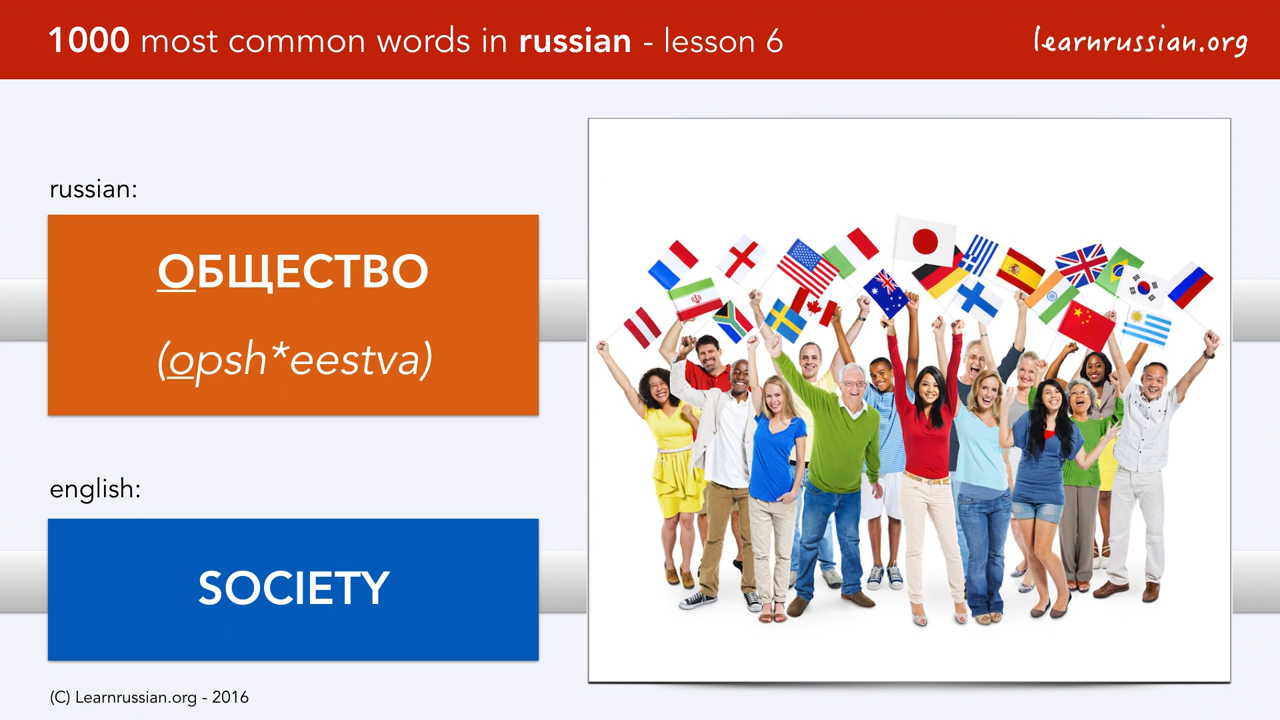 1000 most common words in russian - lesson 6
learnrussian.org
russian:
ОБЩЕСТВО
(opsh*eestva)
english:
SOCIETY
(C) Learnrussian.org - 2016